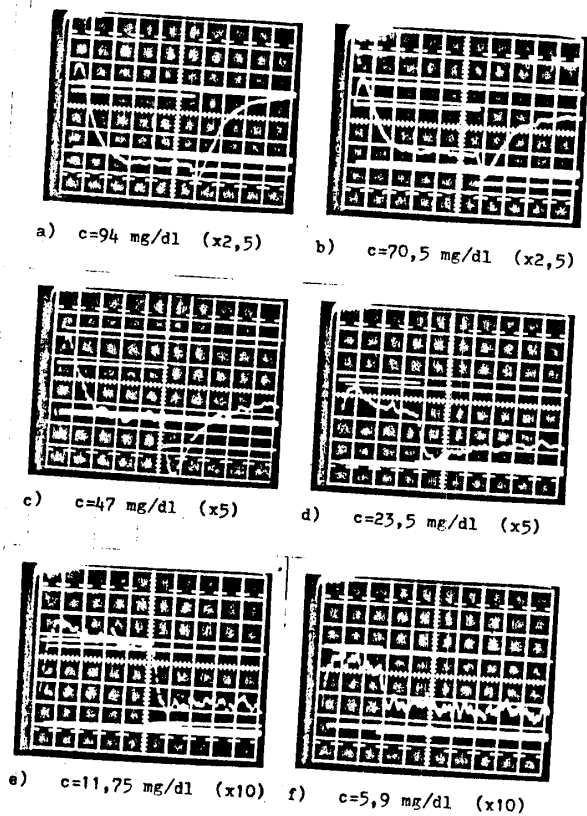 a) c=94 mg/dl (x2,5)
b) c=70,5 mg/dl (x2,5)
c) c=47 mg/dl (x5)
d) c=23,5 mg/dl (x5)
e) c=11,75 mg/dl (x10)
f) c=5,9 mg/dl (x10)